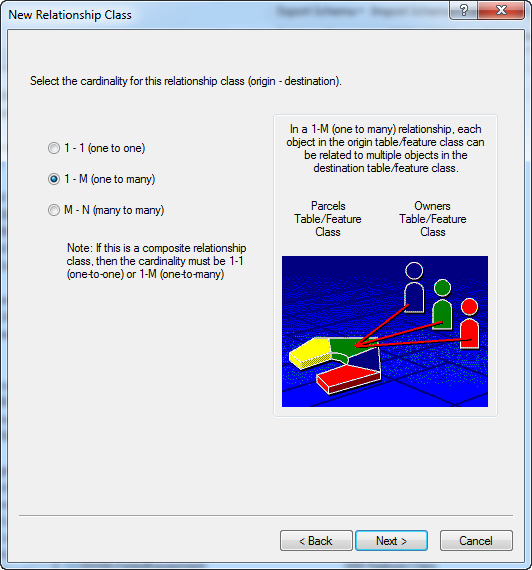 New Relationship Class
Select the cardinality for this relationship class (origin - destination).
1 - 1 (one to one)
1 - M (one to many)
M - N (many to many)
Note: If this is a composite relationship
class, then the cardinality must be 1-1
(one-to-one) or 1-M (one-to-many)
In a 1-M (one to many) relationship, each
object in the origin table/feature class can
be related to multiple objects in the
destination table/feature class.
Parcels
Table/Feature
Class
Owners
Table/Feature
Class
< Back
Next >
Cancel